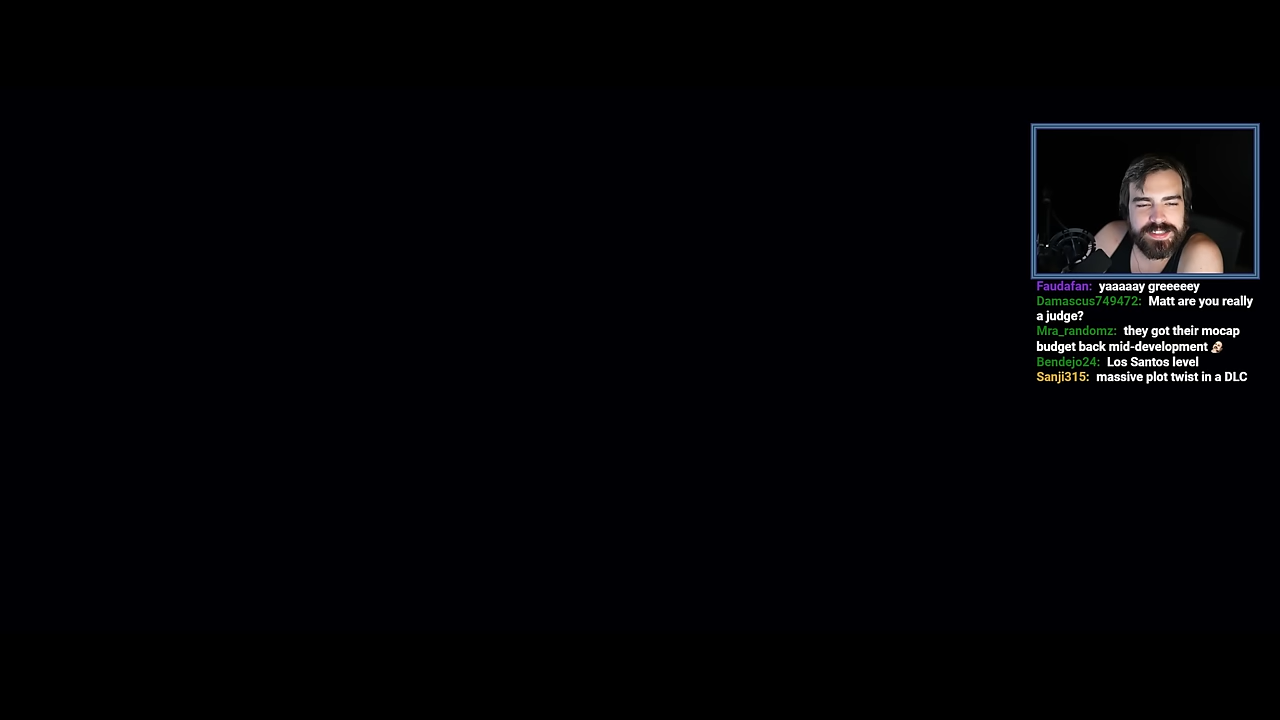 Faudafan: yaaaaay greeeeey
Damascus749472: Matt are you really
a judge?
Mra_randomz: they got their mocap
budget back mid-development
Bendejo24: Los Santos level
Sanji315: massive plot twist in a DLC